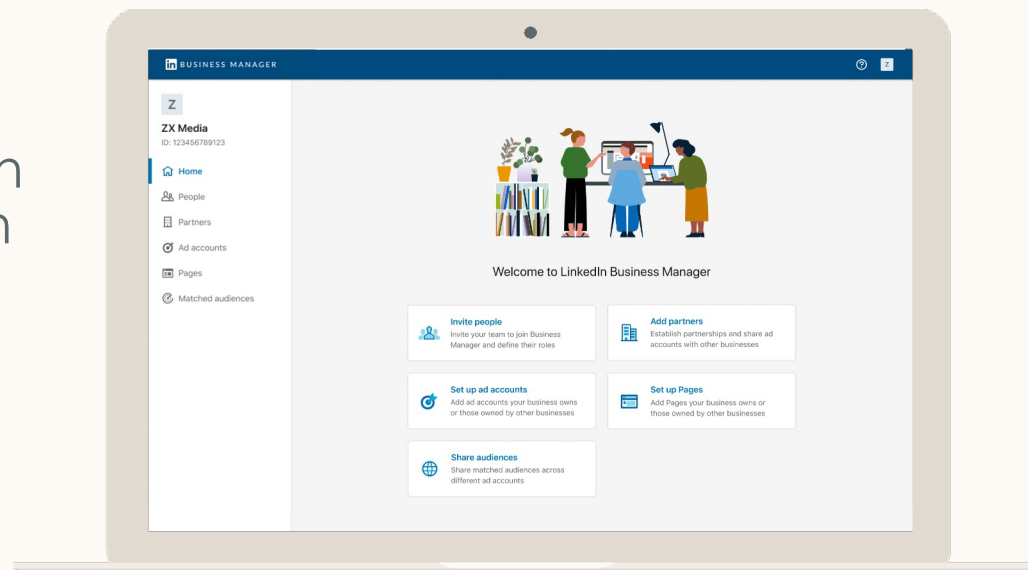 in BUSINESS MANAGER
Z
Z
ZX Media
ID: 123456789123
Home
People
Partners
Ad accounts
Pages
Matched audiences
Welcome to LinkedIn Business Manager
Invite people
Invite your team to join Business
Manager and define their roles
Add partners
Establish partnerships and share ad
accounts with other businesses
Set up ad accounts
Add ad accounts your business owns
or those owned by other businesses
Set up Pages
Add Pages your business owns or
those owned by other businesses
Share audiences
Share matched audiences across
different ad accounts